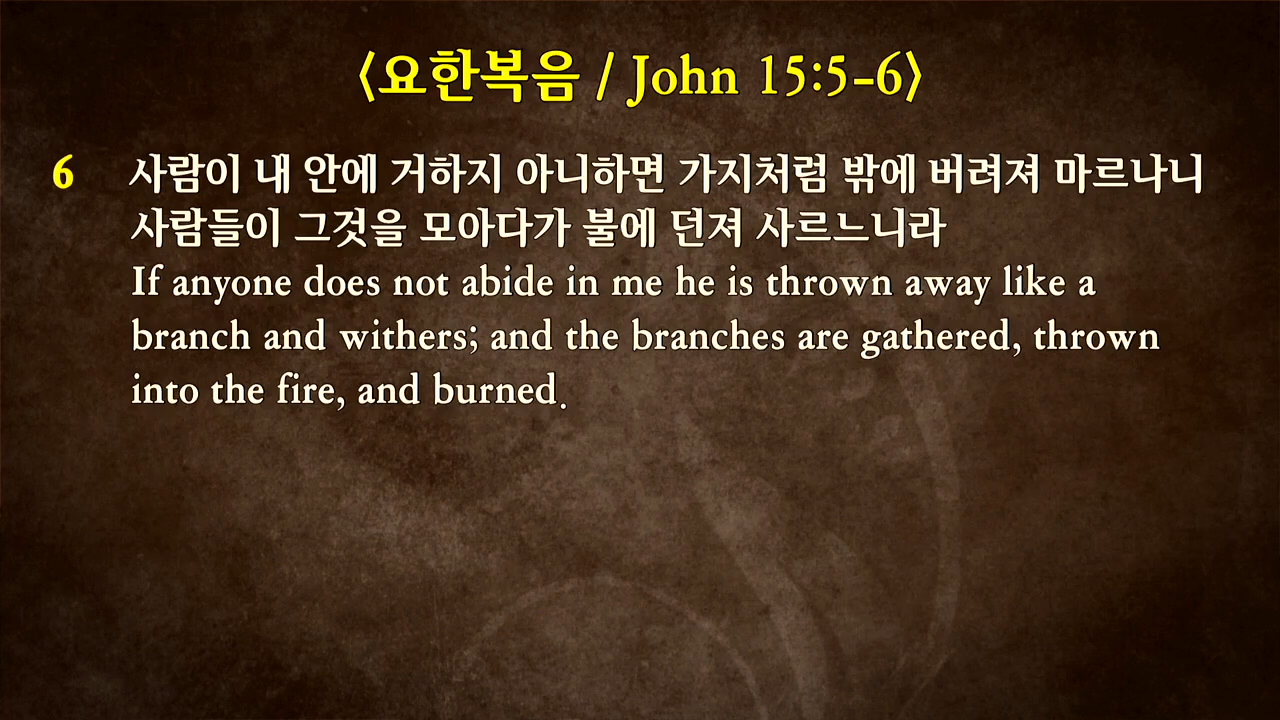 〈요한복음 / John 15:5-6〉
6 사람이 내 안에 거하지 아니하면 가지처럼 밖에 버려져 마르나니
사람들이 그것을 모아다가 불에 던져 사르느니라
If anyone does not abide in me he is thrown away like a
branch and withers; and the branches are gathered, thrown
into the fire, and burned.